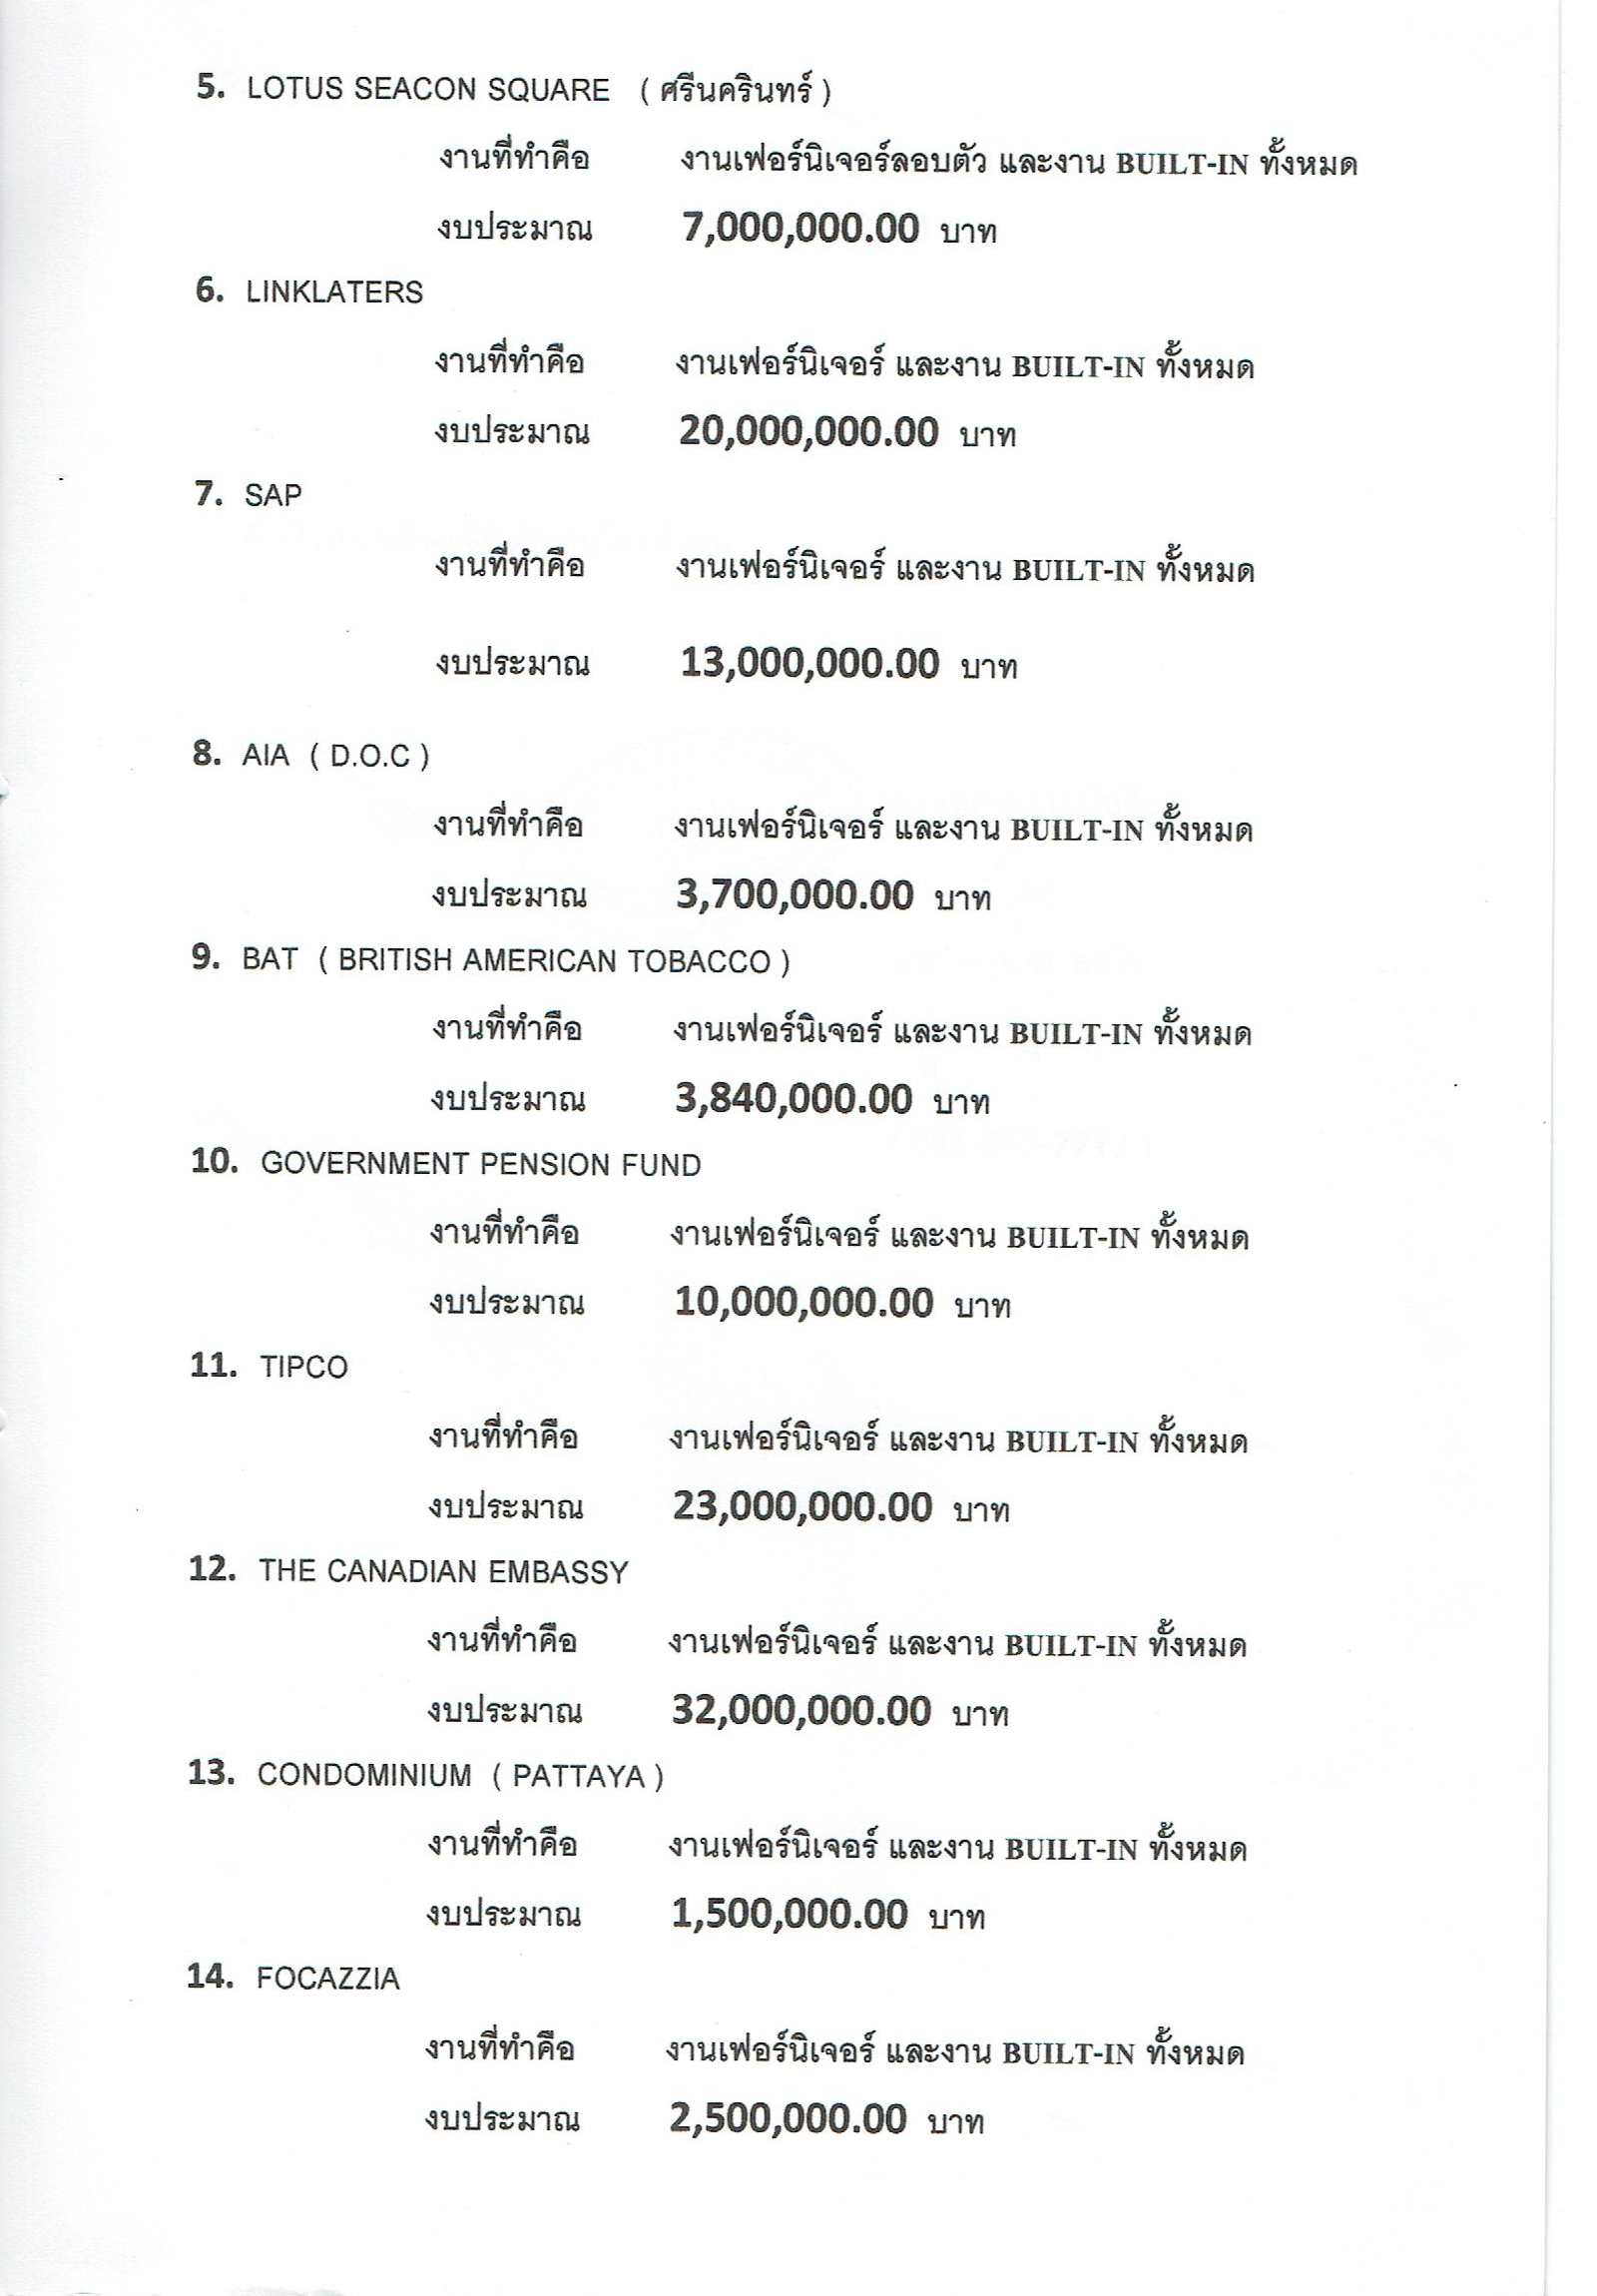 5. LOTUS SEACON SQUARE ( ศรีนครินทร์ )
งานที่ทำคือ งานเฟอร์นิเจอร์ลอบตัว และงาน BUILT-IN ทั้งหมด
งบประมาณ 7,000,000.00 บาท
6. LINKLATERS
งานที่ทำคือ งานเฟอร์นิเจอร์ และงาน BUILT-IN ทั้งหมด
งบประมาณ 20,000,000.00 บาท
7. SAP
งานที่ทำคือ งานเฟอร์นิเจอร์ และงาน BUILT-IN ทั้งหมด
งบประมาณ 13,000,000.00 บาท
8. AIA ( D.O.C )
งานที่ทำคือ งานเฟอร์นิเจอร์ และงาน BUILT-IN ทั้งหมด
งบประมาณ 3,700,000.00 บาท
9. BAT ( BRITISH AMERICAN TOBACCO )
งานที่ทำคือ งานเฟอร์นิเจอร์ และงาน BUILT-IN ทั้งหมด
งบประมาณ 3,840,000.00 บาท
10. GOVERNMENT PENSION FUND
งานที่ทำคือ งานเฟอร์นิเจอร์ และงาน BUILT-IN ทั้งหมด
งบประมาณ 10,000,000.00 บาท
11. TIPCO
งานที่ทำคือ งานเฟอร์นิเจอร์ และงาน BUILT-IN ทั้งหมด
งบประมาณ 23,000,000.00 บาท
12. THE CANADIAN EMBASSY
งานที่ทำคือ งานเฟอร์นิเจอร์ และงาน BUILT-IN ทั้งหมด
งบประมาณ 32,000,000.00 บาท
13. CONDOMINIUM ( PATTAYA )
งานที่ทำคือ งานเฟอร์นิเจอร์ และงาน BUILT-IN ทั้งหมด
งบประมาณ 1,500,000.00 บาท
14. FOCAZZIA
งานที่ทำคือ งานเฟอร์นิเจอร์ และงาน BUILT-IN ทั้งหมด
งบประมาณ 2,500,000.00 บาท